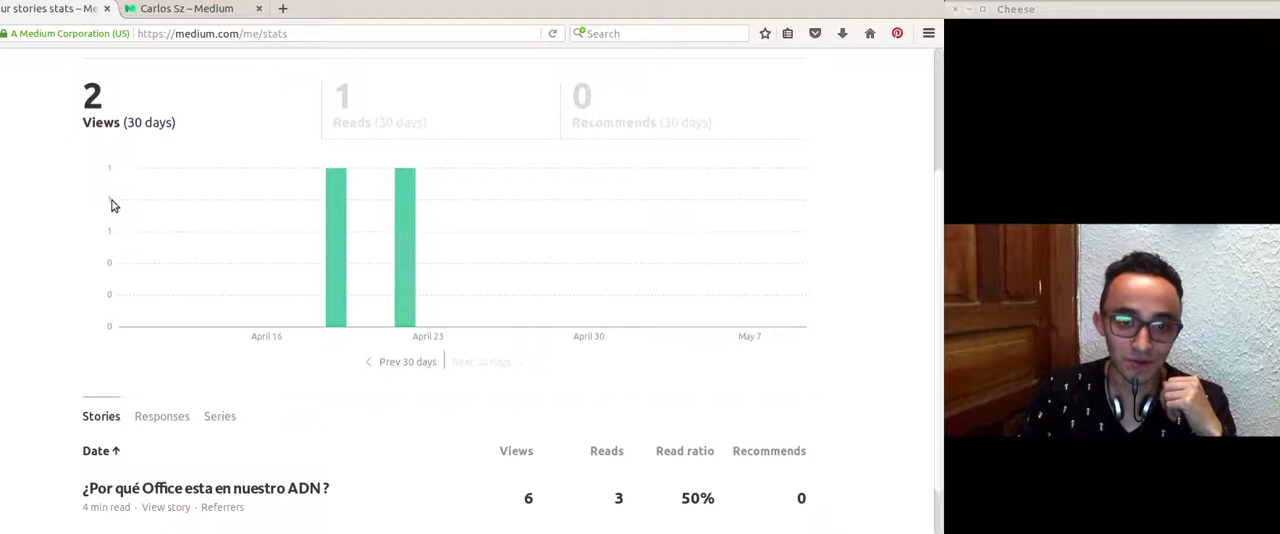 ur stories stats – Me
Carlos Sz – Medium
Cheese
A Medium Corporation (US)
https://medium.com/me/stats
Search
2
1
0
Views (30 days)
Reads (30 days)
Recommends (30 days)
1
1
0
0
0
April 16
April 23
April 30
May 7
Prev 30 days
Next 30 days
Stories
Responses
Series
Date ↑
Views
Reads
Read ratio
Recommends
¿Por qué Office esta en nuestro ADN ?
6
3
50%
0
4 min read · View story · Referrers